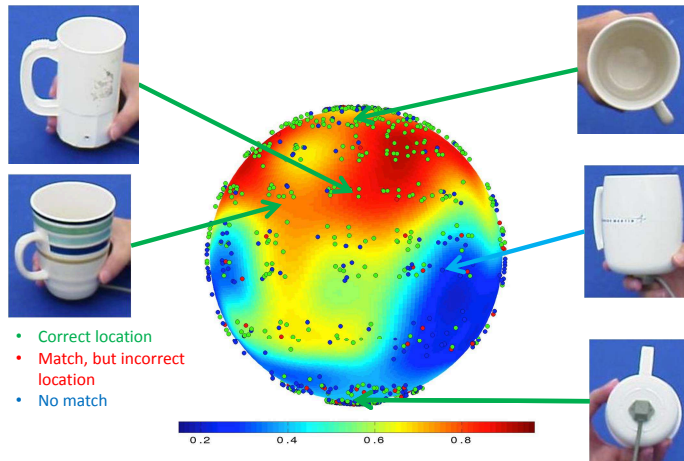 Correct location
Match, but incorrect
location
No match
0.2 0.4 0.6 0.8